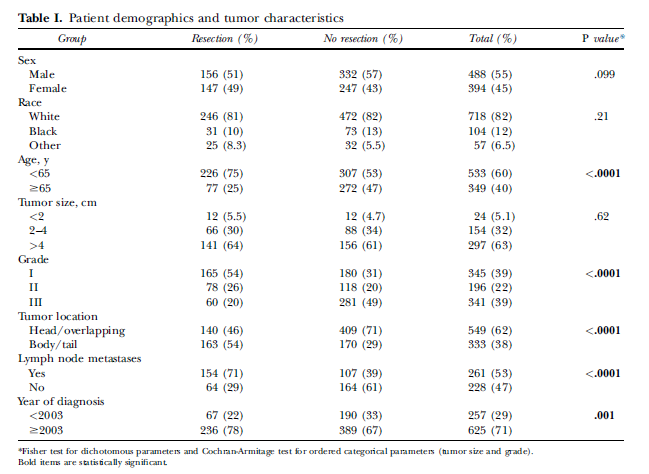 Table I. Patient demographics and tumor characteristics
Group Resection (%) No resection (%) Total (%) P value*
Sex
Male 156 (51) 332 (57) 488 (55) .099
Female 147 (49) 247 (43) 394 (45)
Race
White 246 (81) 472 (82) 718 (82) .21
Black 31 (10) 73 (13) 104 (12)
Other 25 (8.3) 32 (5.5) 57 (6.5)
Age, y
<65 226 (75) 307 (53) 533 (60) <.0001
≥65 77 (25) 272 (47) 349 (40)
Tumor size, cm
<2 12 (5.5) 12 (4.7) 24 (5.1) .62
2–4 66 (30) 88 (34) 154 (32)
>4 141 (64) 156 (61) 297 (63)
Grade
I 165 (54) 180 (31) 345 (39) <.0001
II 78 (26) 118 (20) 196 (22)
III 60 (20) 281 (49) 341 (39)
Tumor location
Head/overlapping 140 (46) 409 (71) 549 (62) <.0001
Body/tail 163 (54) 170 (29) 333 (38)
Lymph node metastases
Yes 154 (71) 107 (39) 261 (53) <.0001
No 64 (29) 164 (61) 228 (47)
Year of diagnosis
<2003 67 (22) 190 (33) 257 (29) .001
≥2003 236 (78) 389 (67) 625 (71)
*Fisher test for dichotomous parameters and Cochran-Armitage test for ordered categorical parameters (tumor size and grade).
Bold items are statistically significant.